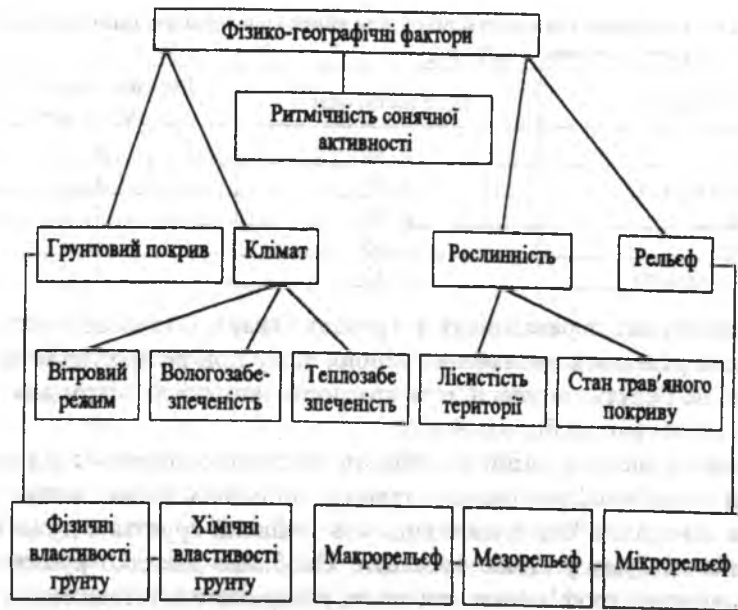 Фізико-географічні фактори
Ритмічність сонячної
активності
Грунтовий покрив
Клімат
Рослинність
Рельєф
Вітровий
режим
Вологозабе-
зпеченість
Теплозабе
зпеченість
Лісистість
території
Стан трав'яного
покриву
Фізичні
властивості
грунту
Хімічні
властивості
грунту
Макрорельєф
Мезорельєф
Мікрорельєф